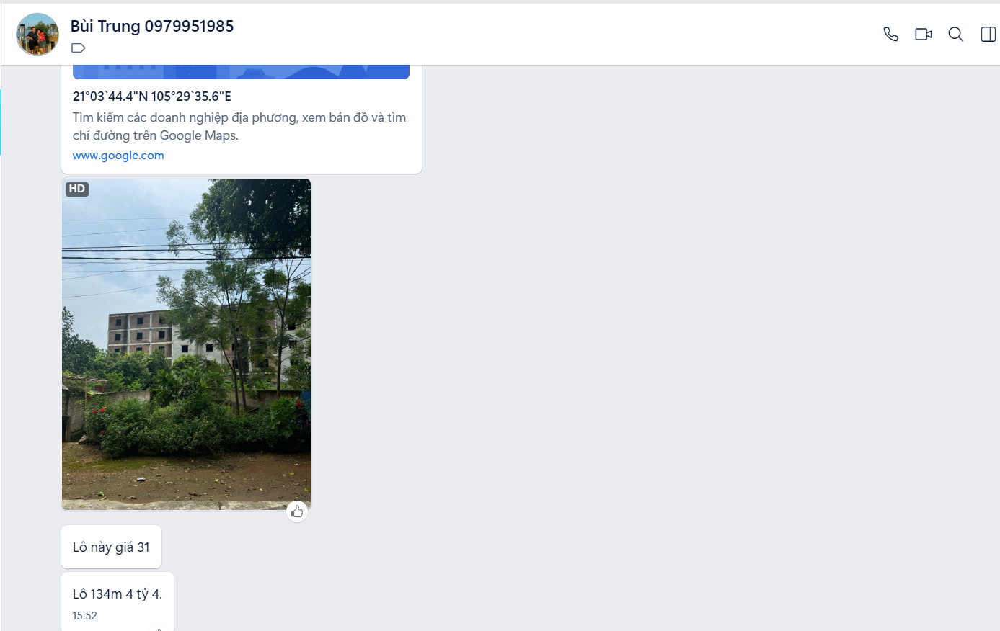 Bùi Trung 0979951985
21°03`44.4"N 105°29`35.6"E
Tìm kiếm các doanh nghiệp địa phương, xem bản đồ và tìm
chỉ đường trên Google Maps.
www.google.com
HD
Lô này giá 31
Lô 134m 4 tỷ 4.
15:52